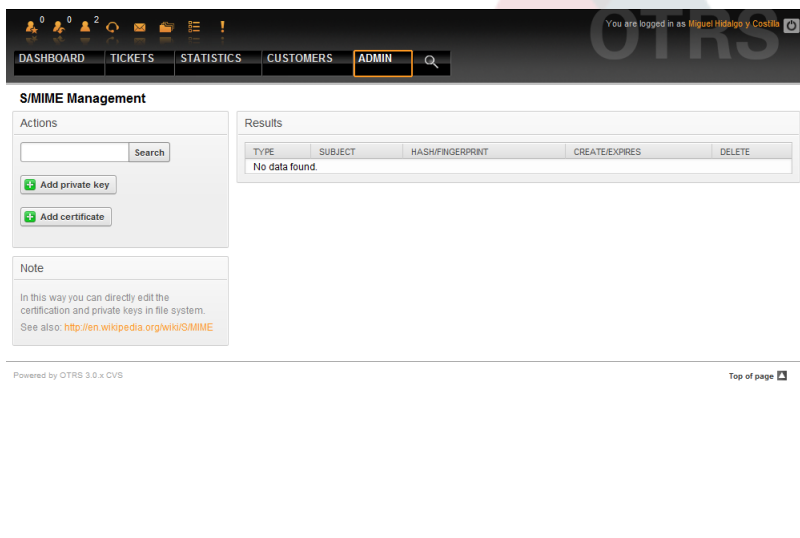 0 0 2
You are logged in as Miguel Hidalgo y Costilla
OTRS
DASHBOARD TICKETS STATISTICS CUSTOMERS ADMIN
S/MIME Management
Actions
Search
Add private key
Add certificate
Note
In this way you can directly edit the
certification and private keys in file system.
See also: http://en.wikipedia.org/wiki/S/MIME
Results
TYPE SUBJECT HASH/FINGERPRINT CREATE/EXPIRES DELETE
No data found.
Powered by OTRS 3.0.x CVS
Top of page